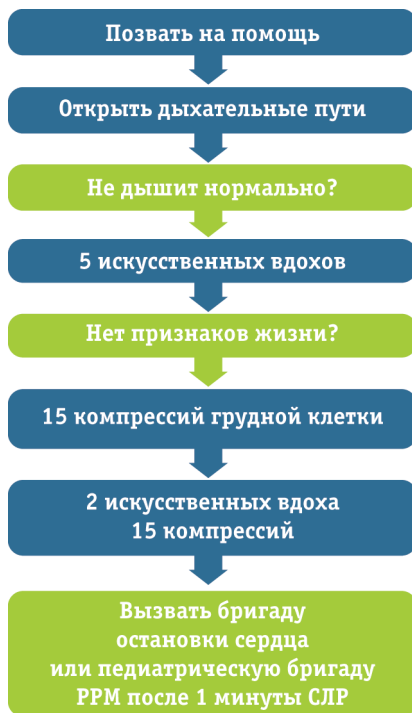 Позвать на помощь
Открыть дыхательные пути
Не дышит нормально?
5 искусственных вдохов
Нет признаков жизни?
15 компрессий грудной клетки
2 искусственных вдоха
15 компрессий
Вызвать бригаду
остановки сердца
или педиатрическую бригаду
РРМ после 1 минуты СЛР